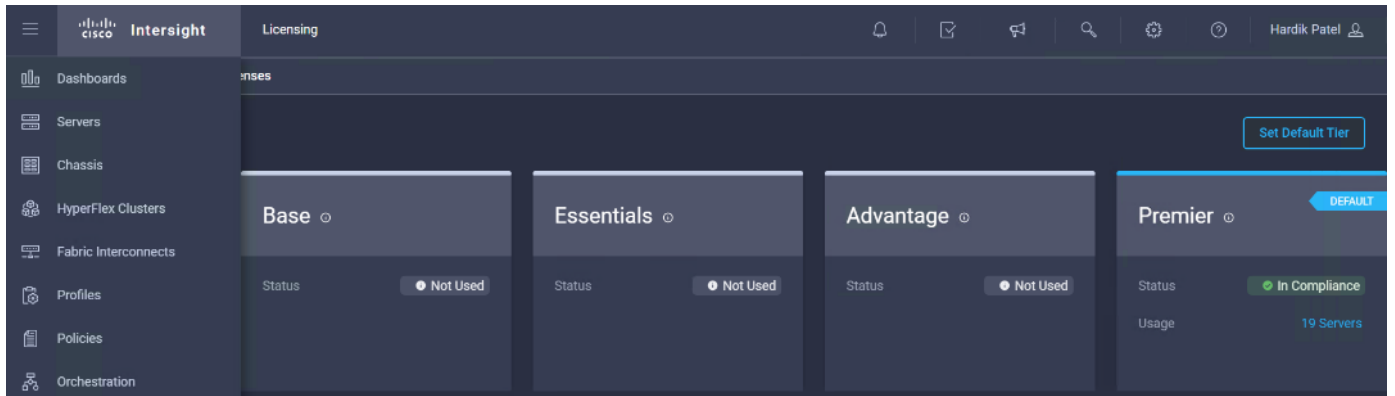 CISCO Intersight Licensing Hardik Patel
Dashboards
enses
Servers
Set Default Tier
Chassis
HyperFlex Clusters
Base
Essentials
Advantage
Premier
DEFAULT
Fabric Interconnects
Profiles
Status Not Used
Status Not Used
Status Not Used
Status In Compliance
Usage 19 Servers
Policies
Orchestration